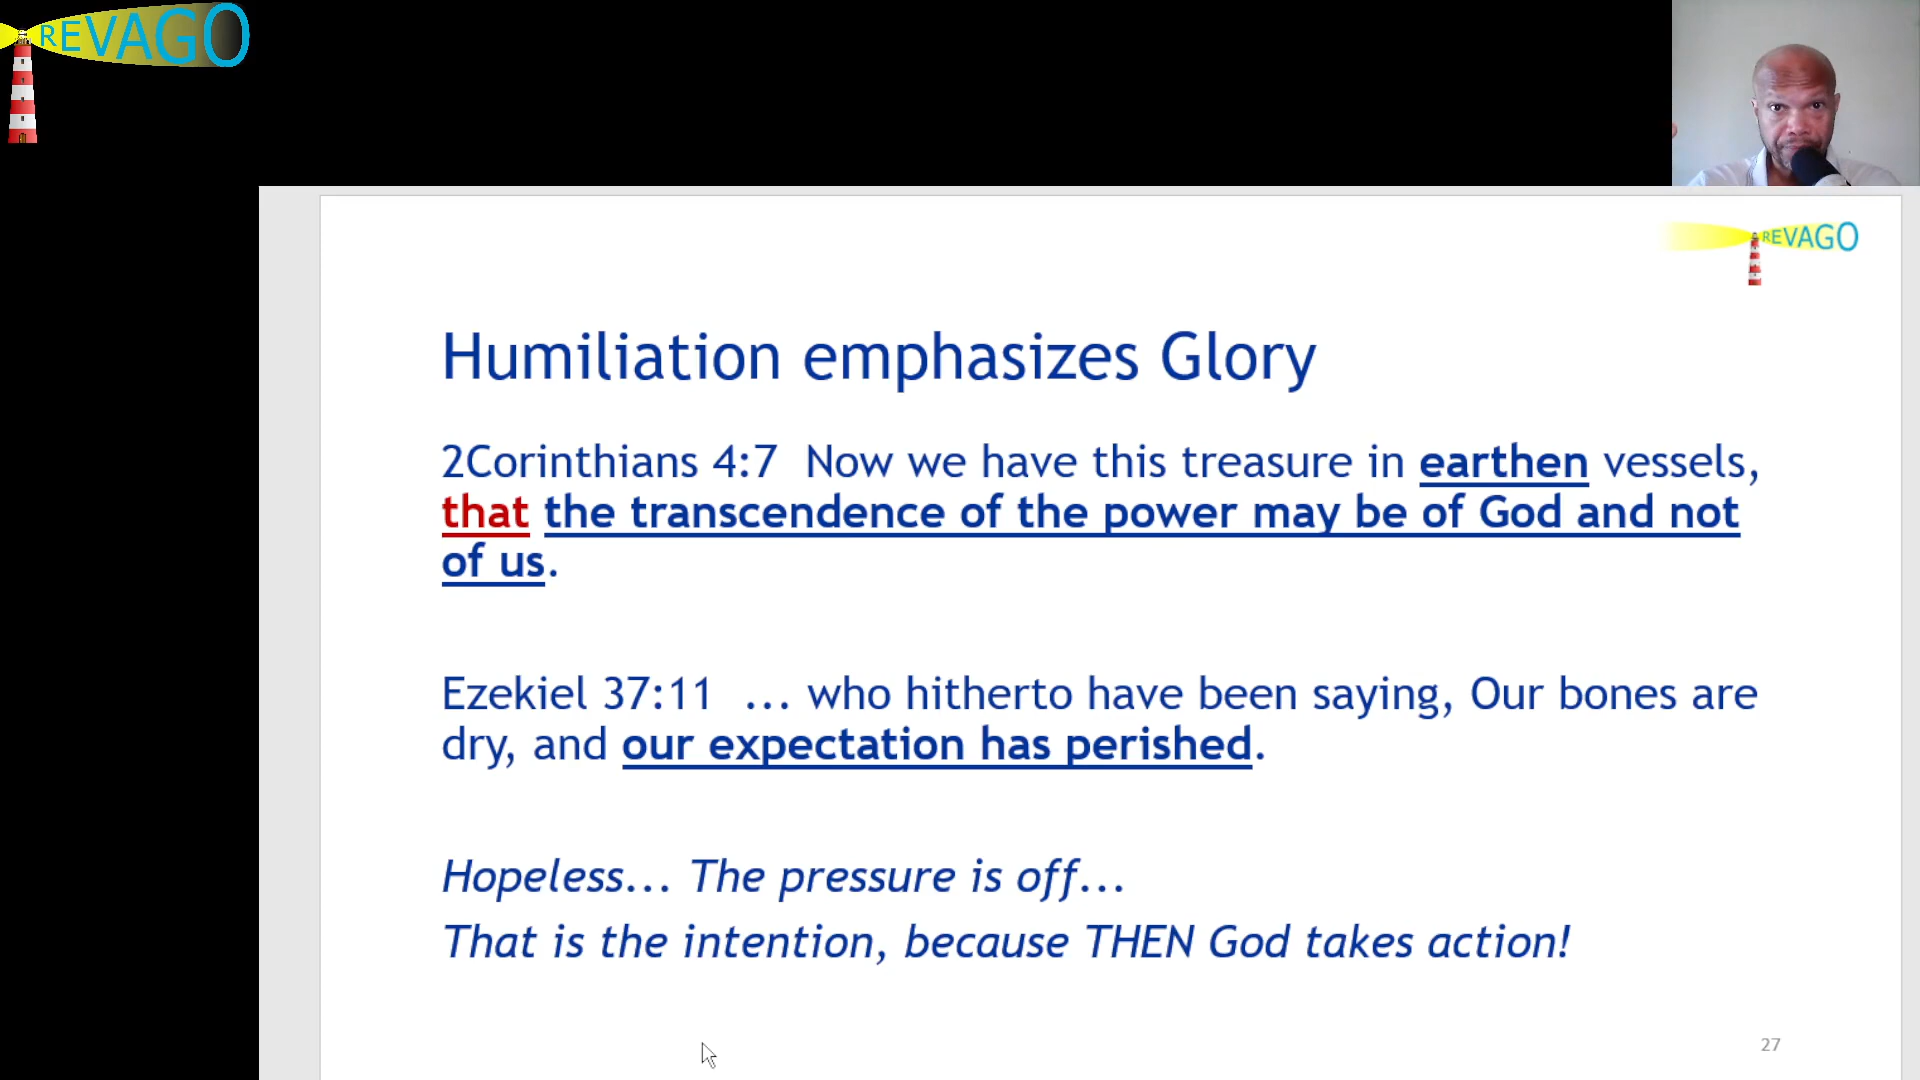 REVAGO
REVAGO
Humiliation emphasizes Glory
2Corinthians 4:7  Now we have this treasure in earthen vessels,
that the transcendence of the power may be of God and not
of us.
Ezekiel 37:11  ... who hitherto have been saying, Our bones are
dry, and our expectation has perished.
Hopeless... The pressure is off...
That is the intention, because THEN God takes action!
27